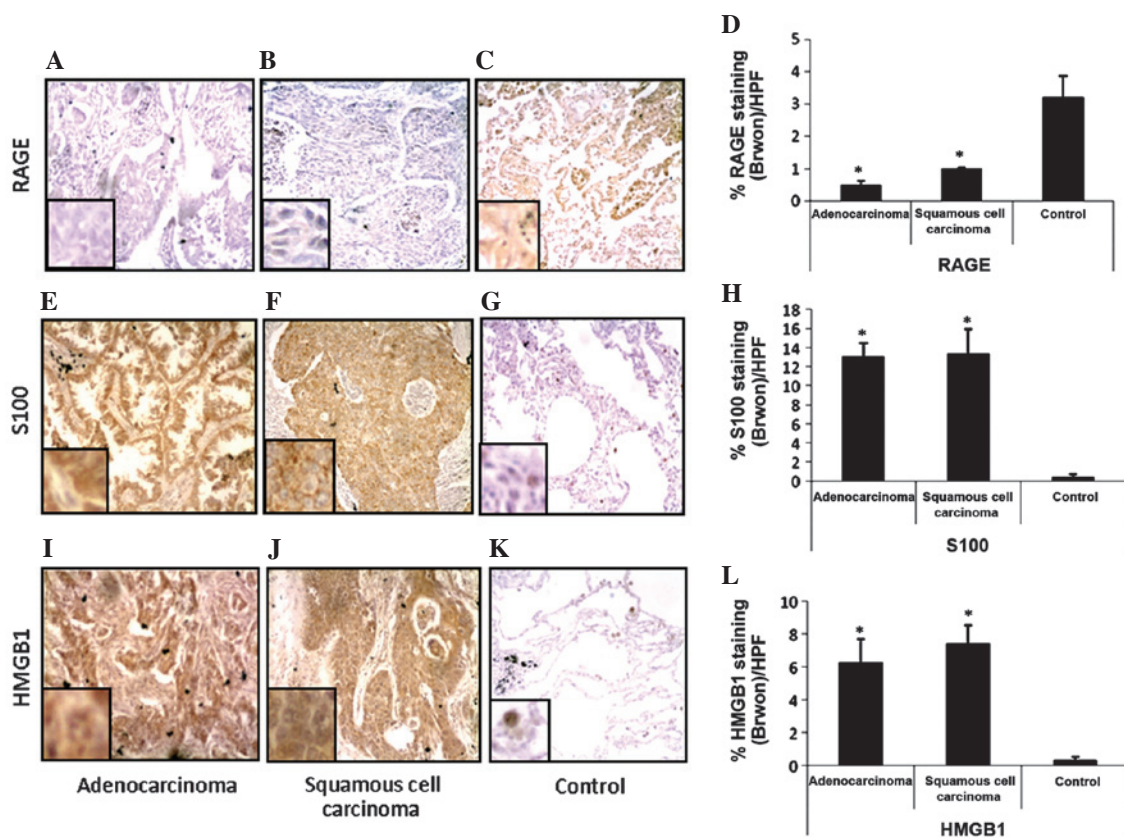 A
B
C
RAGE
D
% RAGE staining
(Brwon)/HPF
5
4
3
2
1
0
*
*
Adenocarcinoma
Squamous cell
carcinoma
Control
RAGE
E
F
G
S100
H
% S100 staining
(Brwon)/HPF
18
16
14
12
10
8
6
4
2
0
*
*
Adenocarcinoma
Squamous cell
carcinoma
Control
S100
I
J
K
HMGB1
L
% HMGB1 staining
(Brwon)/HPF
10
8
6
4
2
0
*
*
Adenocarcinoma
Squamous cell
carcinoma
Control
HMGB1
Adenocarcinoma
Squamous cell
carcinoma
Control